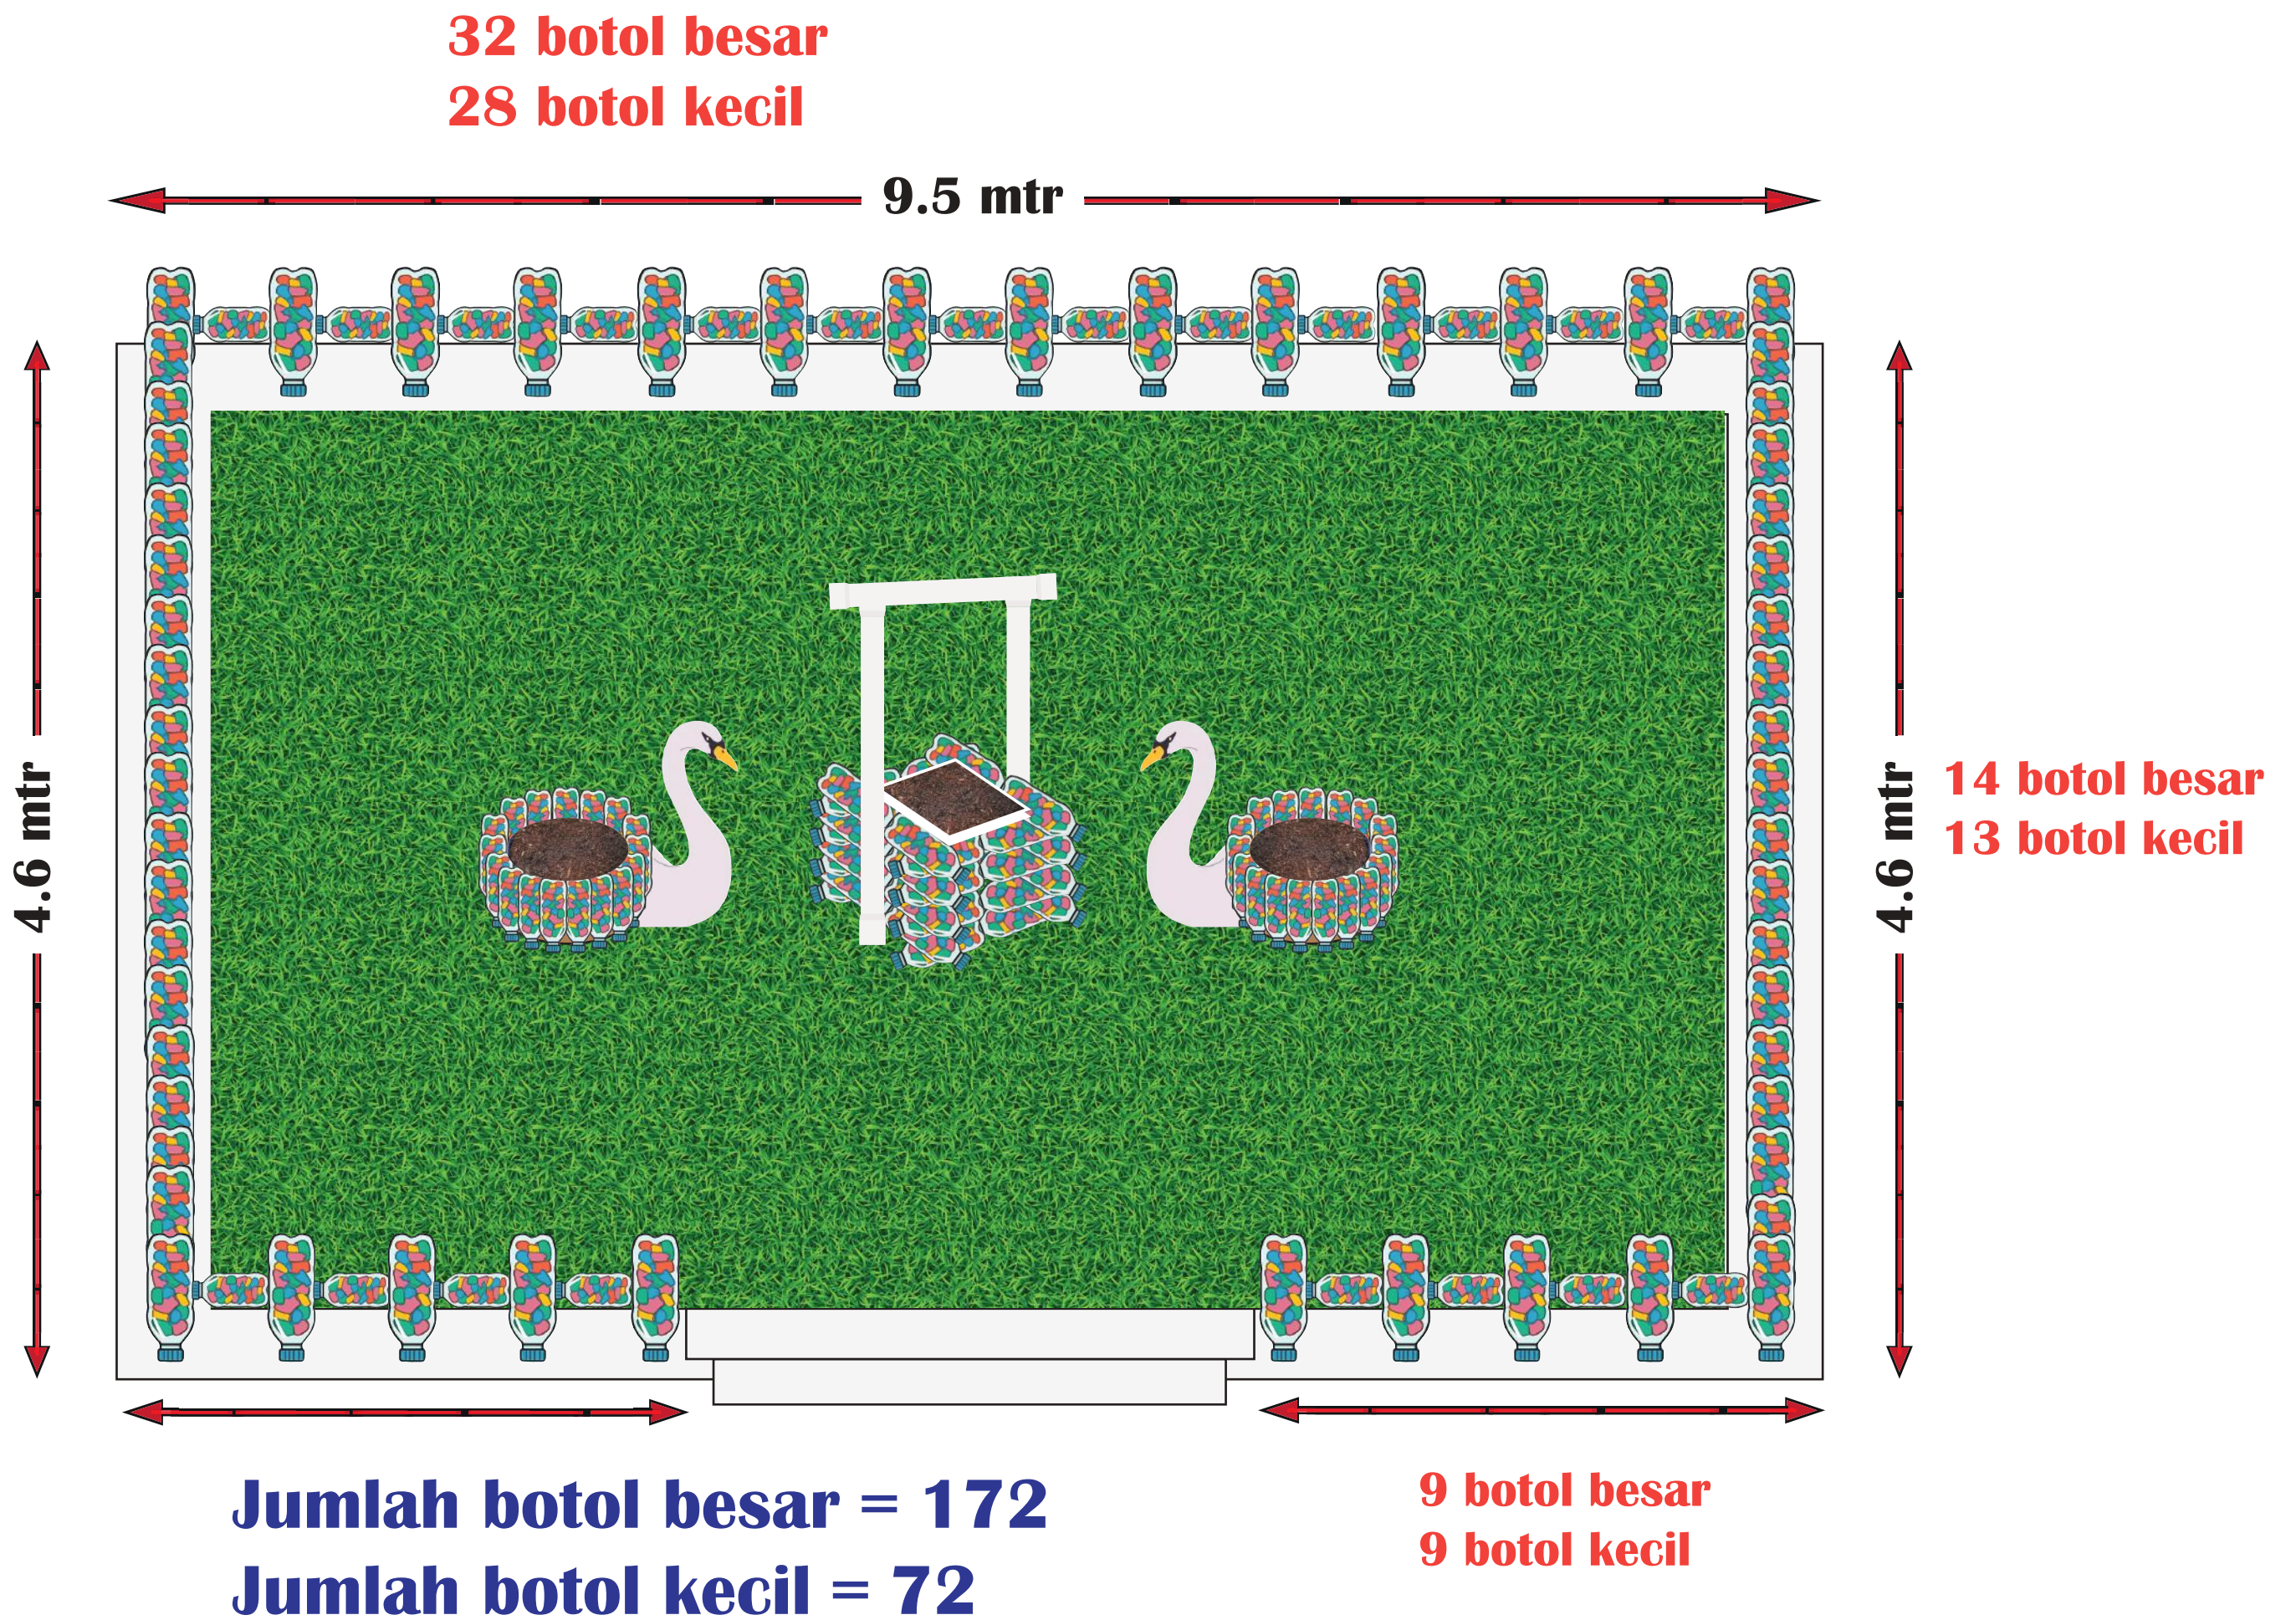 32 botol besar
28 botol kecil
9.5 mtr
4.6 mtr
4.6 mtr
14 botol besar
13 botol kecil
9 botol besar
9 botol kecil
Jumlah botol besar = 172
Jumlah botol kecil = 72